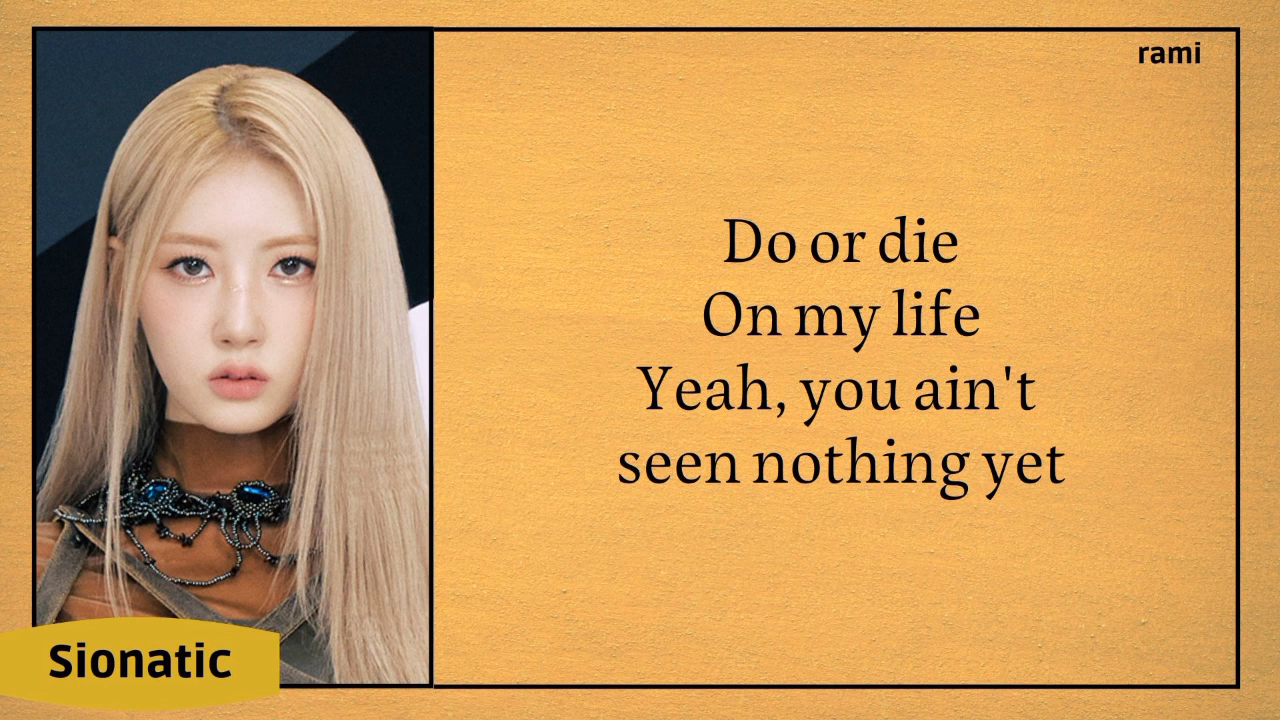 rami
Do or die
On my life
Yeah, you ain't
seen nothing yet
Sionatic